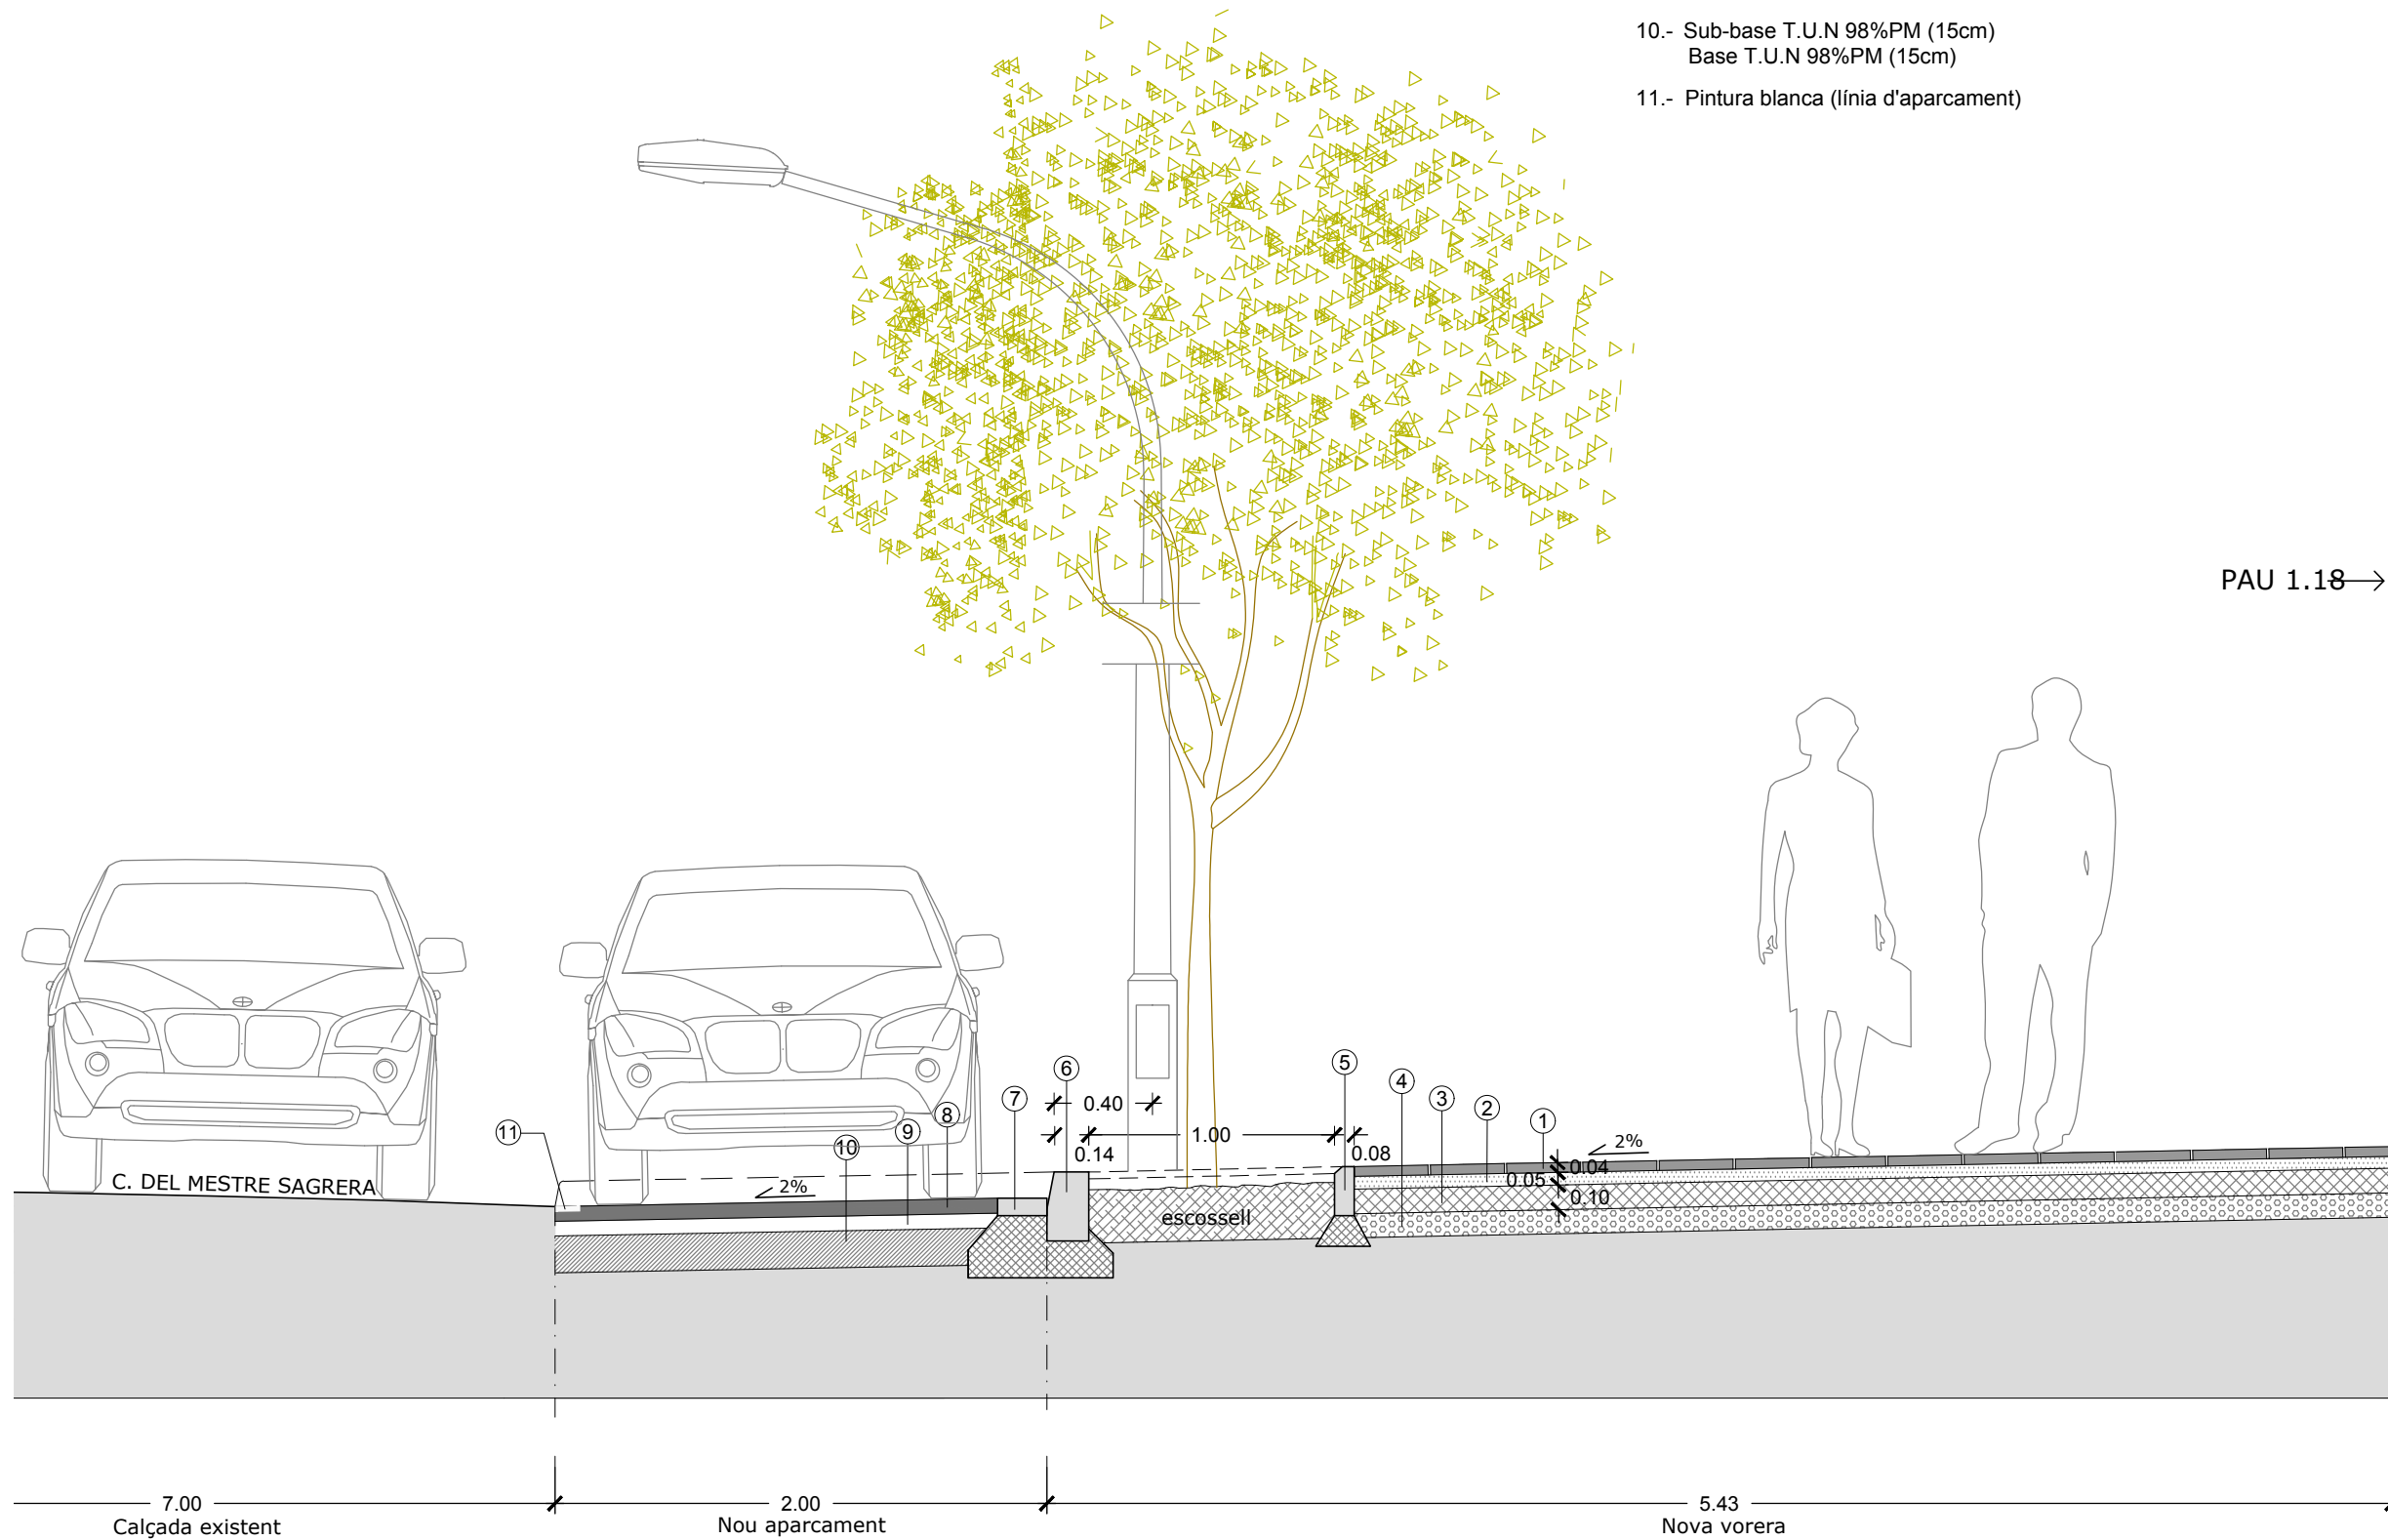 10.- Sub-base T.U.N 98%PM (15cm)
Base T.U.N 98%PM (15cm)
11.- Pintura blanca (línia d'aparcament)
PAU 1.18
6
5
4
3
2
1
7
8
9
10
11
0.40
1.00
0.14
0.08
2%
0.04
0.05
0.10
C. DEL MESTRE SAGRERA
2%
escossell
7.00
Calçada existent
2.00
Nou aparcament
5.43
Nova vorera